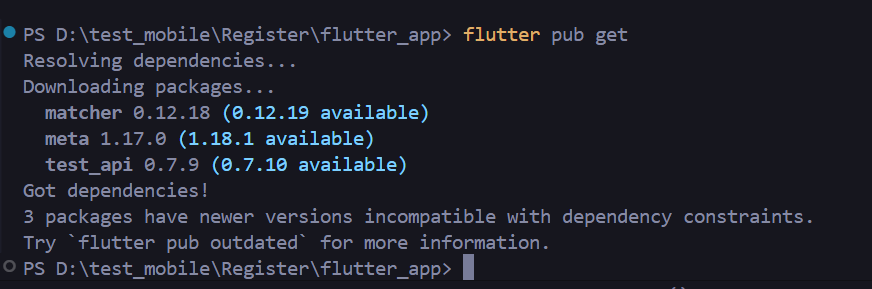 PS D:\test_mobile\Register\flutter_app> flutter pub get
Resolving dependencies...
Downloading packages...
  matcher 0.12.18 (0.12.19 available)
  meta 1.17.0 (1.18.1 available)
  test_api 0.7.9 (0.7.10 available)
Got dependencies!
3 packages have newer versions incompatible with dependency constraints.
Try `flutter pub outdated` for more information.
PS D:\test_mobile\Register\flutter_app>